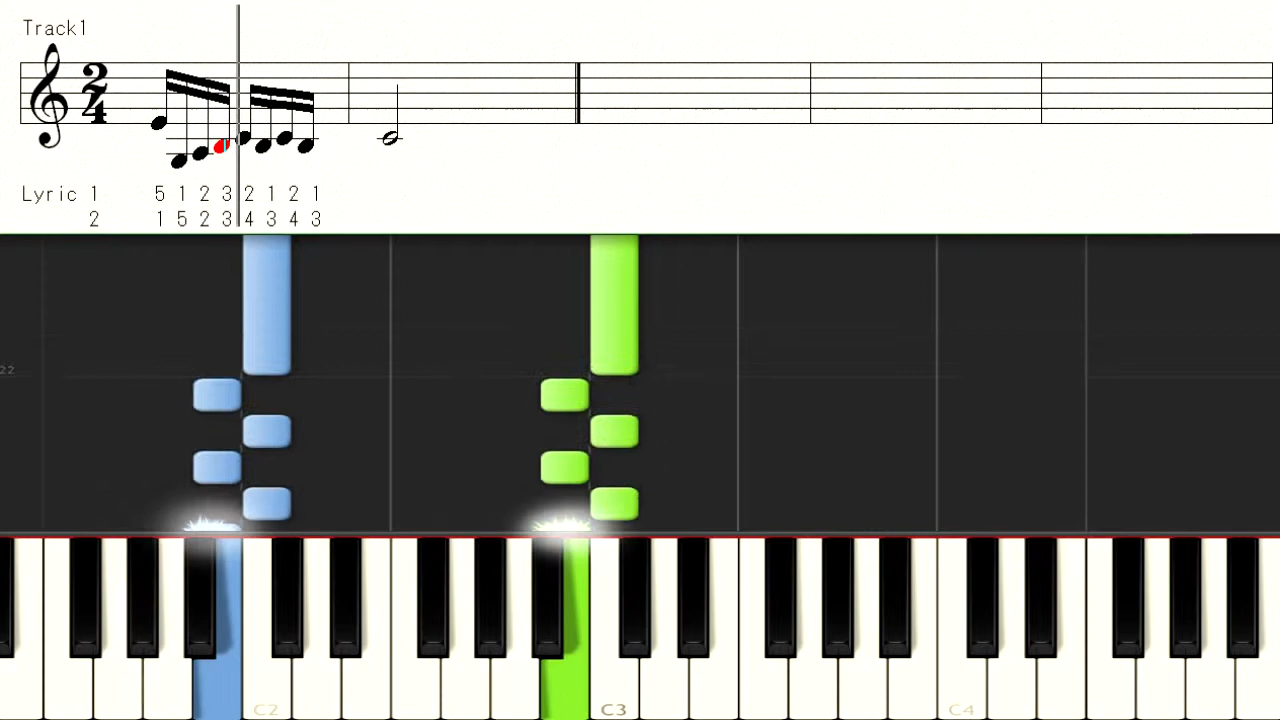 Track1
2
4
Lyric 1 5 1 2 3 2 1 2 1
2 1 5 2 3 4 3 4 3
22
C2 C3 C4